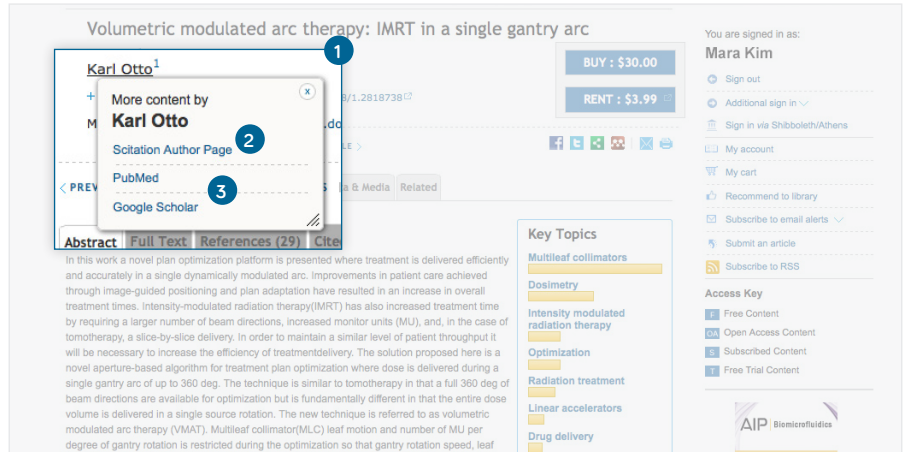 Volumetric modulated arc therapy: IMRT in a single gantry arc
1
Karl Otto1
+
3/1.2818738
M
.do
LE >
More content by
Karl Otto
x
Scitation Author Page
2
PubMed
3
Google Scholar
< PREV
S
a & Media
Related
Abstract
Full Text
References (29)
Cite
In this work a novel plan optimization platform is presented where treatment is delivered efficiently
and accurately in a single dynamically modulated arc. Improvements in patient care achieved
through image-guided positioning and plan adaptation have resulted in an increase in overall
treatment times. Intensity-modulated radiation therapy(IMRT) has also increased treatment time
by requiring a larger number of beam directions, increased monitor units (MU), and, in the case of
tomotherapy, a slice-by-slice delivery. In order to maintain a similar level of patient throughput it
will be necessary to increase the efficiency of treatmentdelivery. The solution proposed here is a
novel aperture-based algorithm for treatment plan optimization where dose is delivered during a
single gantry arc of up to 360 deg. The technique is similar to tomotherapy in that a full 360 deg of
beam directions are available for optimization but is fundamentally different in that the entire dose
volume is delivered in a single source rotation. The new technique is referred to as volumetric
modulated arc therapy (VMAT). Multileaf collimator(MLC) leaf motion and number of MU per
degree of gantry rotation is restricted during the optimization so that gantry rotation speed, leaf
BUY : $30.00
RENT : $3.99
Key Topics
Multileaf collimators
Dosimetry
Intensity modulated
radiation therapy
Optimization
Radiation treatment
Linear accelerators
Drug delivery
You are signed in as:
Mara Kim
Sign out
Additional sign in
Sign in via Shibboleth/Athens
My account
My cart
Recommend to library
Subscribe to email alerts
Submit an article
Subscribe to RSS
Access Key
F Free Content
OA Open Access Content
S Subscribed Content
T Free Trial Content
AIP Biomicrofluidics